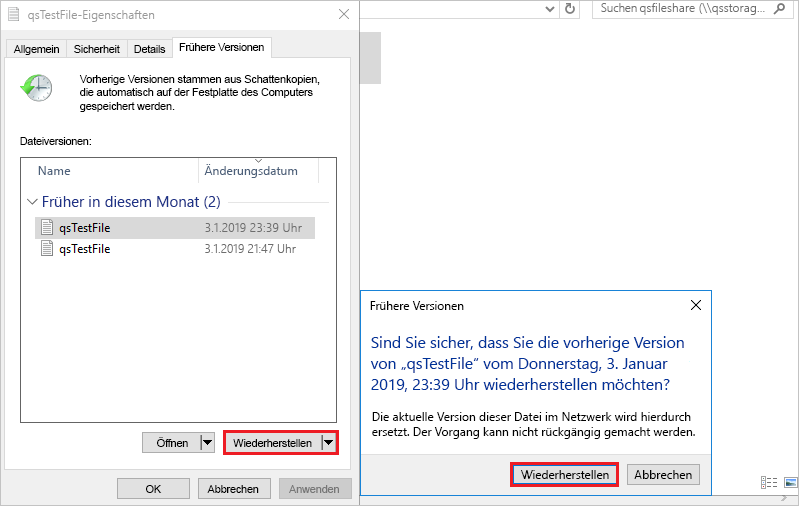 qsTestFile-Eigenschaften
Allgemein
Sicherheit
Details
Frühere Versionen
Vorherige Versionen stammen aus Schattenkopien,
die automatisch auf der Festplatte des Computers
gespeichert werden.
Dateiversionen:
Name
Änderungsdatum
Früher in diesem Monat (2)
qsTestFile
3.1.2019 23:39 Uhr
qsTestFile
3.1.2019 21:47 Uhr
Öffnen
Wiederherstellen
OK
Abbrechen
Anwenden
Suchen qsfileshare (\\qsstorag...
Frühere Versionen
Sind Sie sicher, dass Sie die vorherige Version
von „qsTestFile“ vom Donnerstag, 3. Januar
2019, 23:39 Uhr wiederherstellen möchten?
Die aktuelle Version dieser Datei im Netzwerk wird hierdurch
ersetzt. Der Vorgang kann nicht rückgängig gemacht werden.
Wiederherstellen
Abbrechen